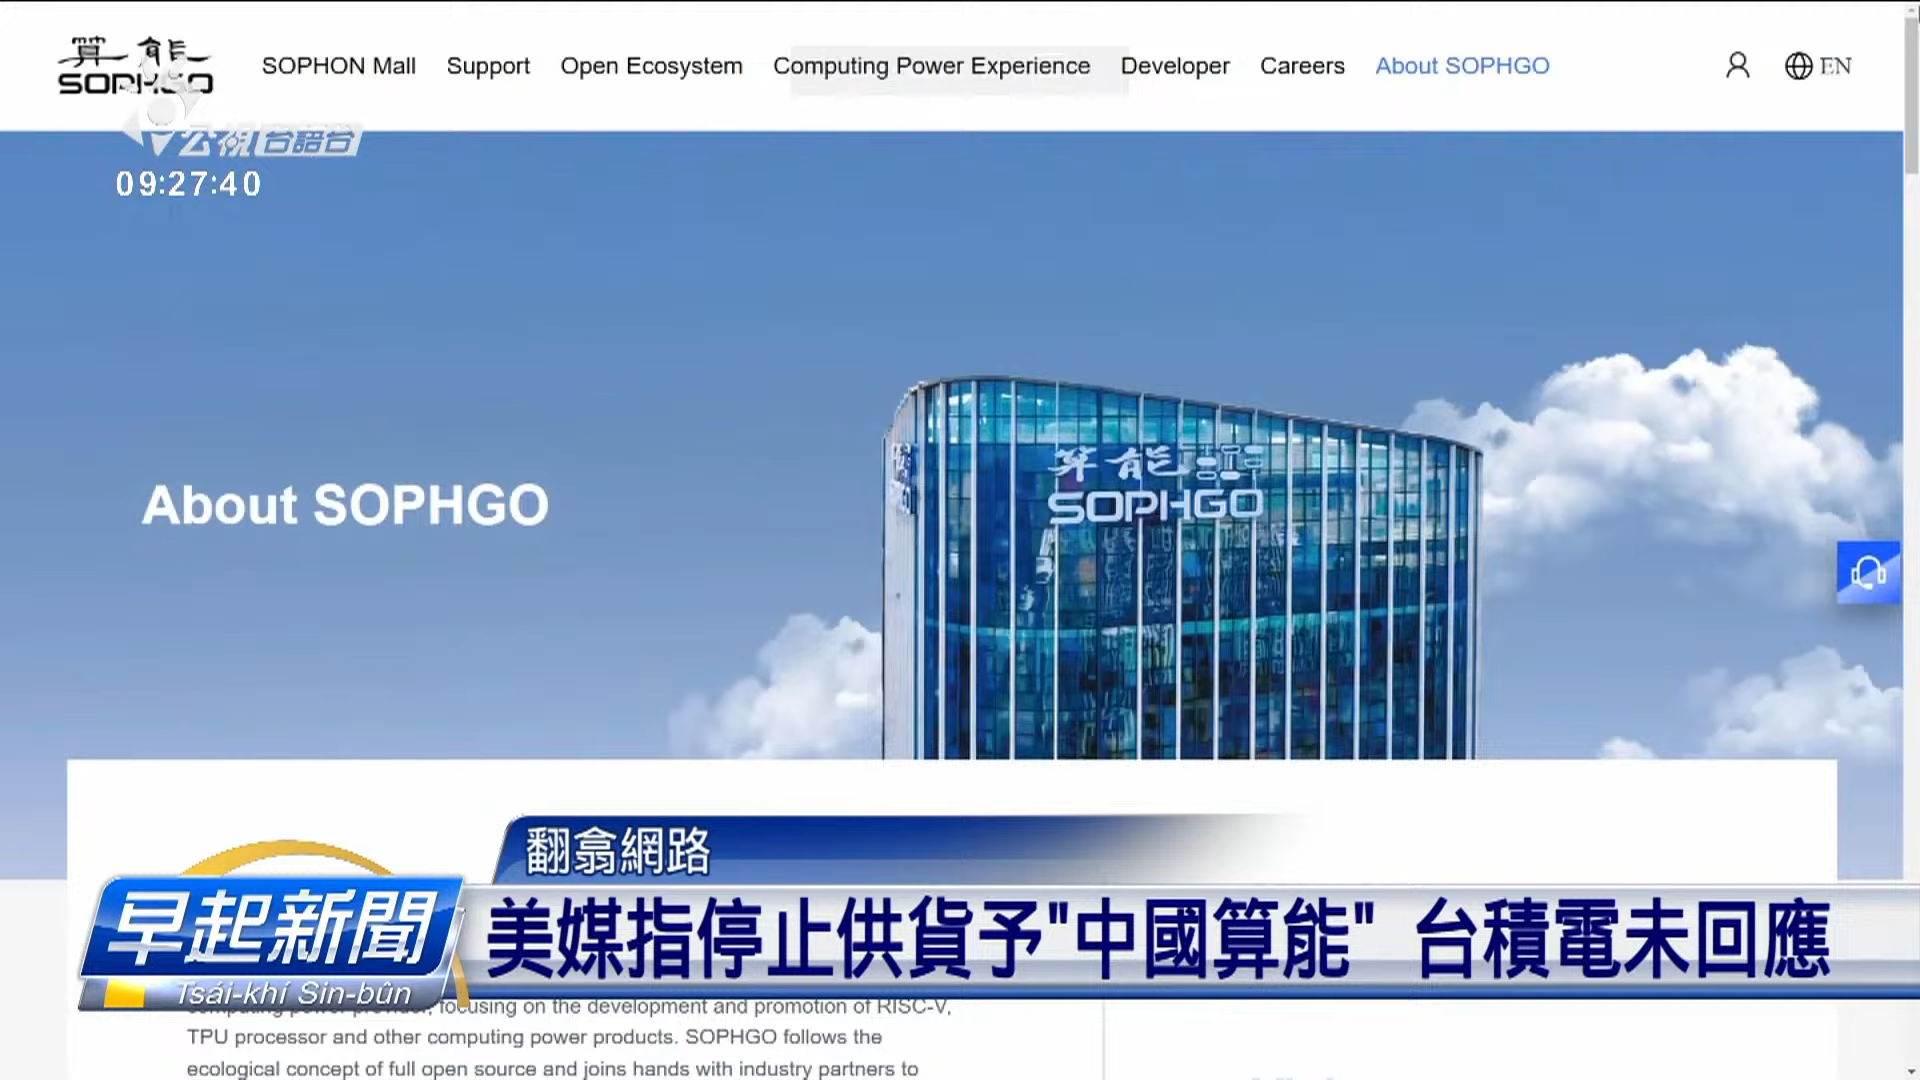 算能
SOPHGO
SOPHON Mall Support Open Ecosystem Computing Power Experience Developer Careers About SOPHGO EN
公視台語台
09:27:40
算能
SOPHGO
About SOPHGO
翻翕網路
早起新聞
Tsái-khí Sin-bûn
美媒指停止供貨予"中國算能" 台積電未回應
computing power provider, focusing on the development and promotion of RISC-V,
TPU processor and other computing power products. SOPHGO follows the
ecological concept of full open source and joins hands with industry partners to